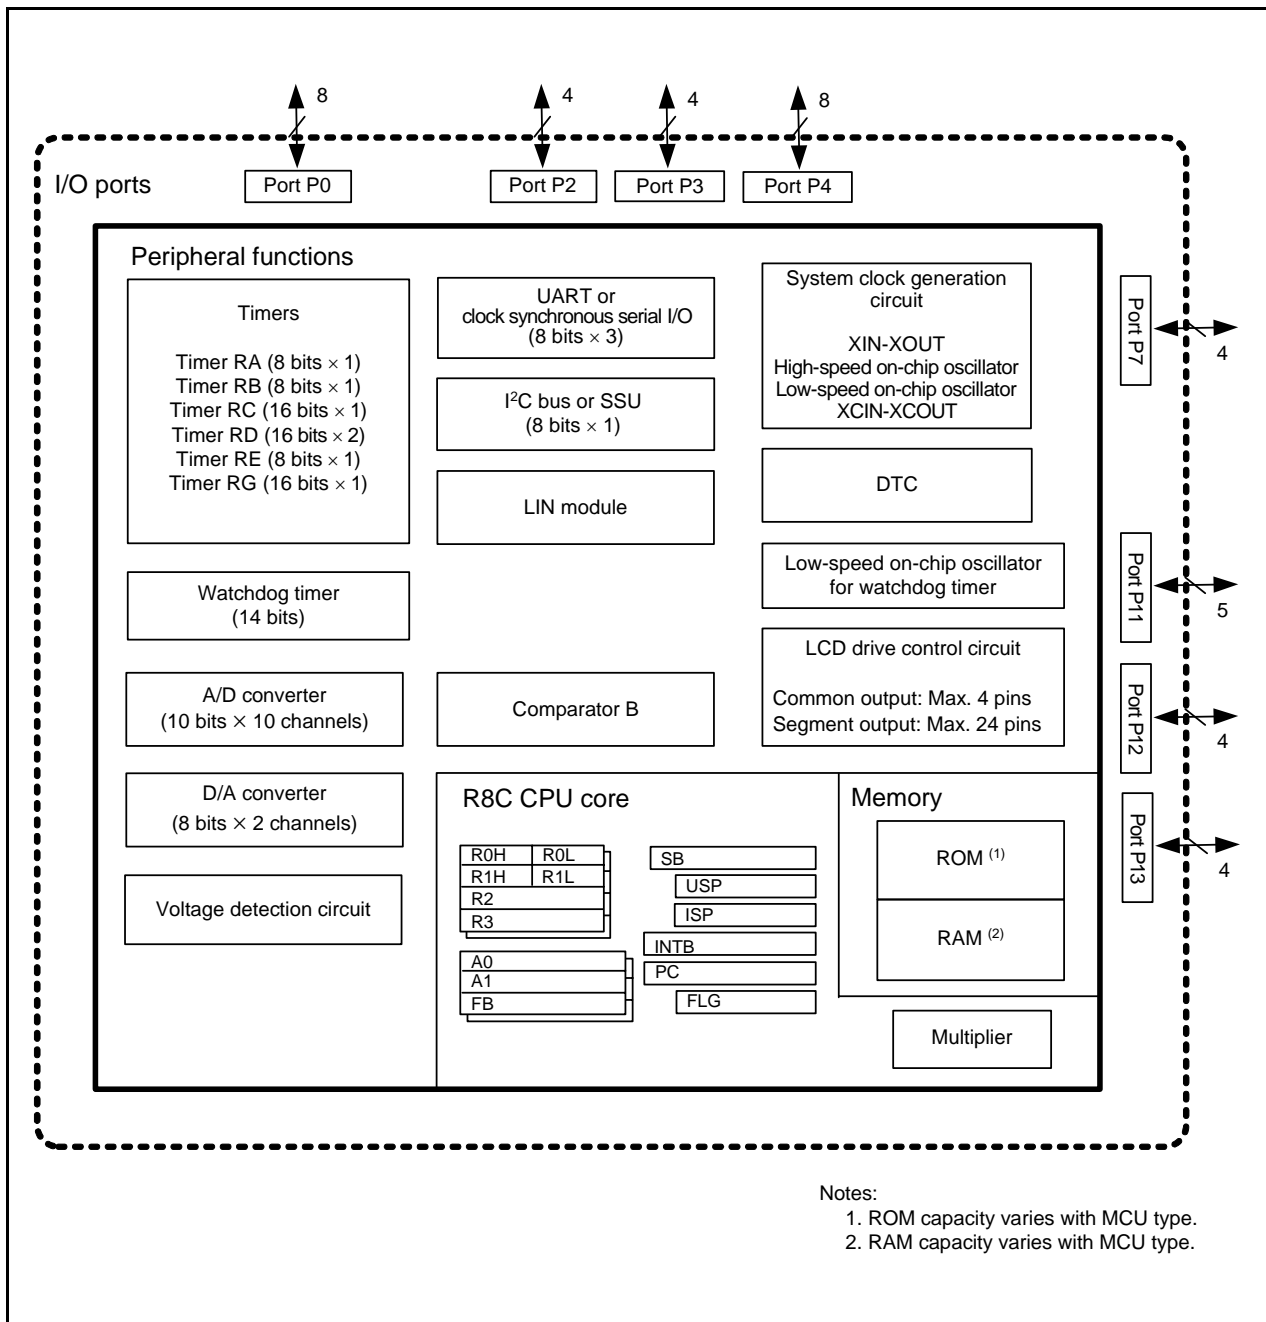 8
4
4
8
I/O ports
Port P0
Port P2
Port P3
Port P4
Peripheral functions
Timers
Timer RA (8 bits × 1)
Timer RB (8 bits × 1)
Timer RC (16 bits × 1)
Timer RD (16 bits × 2)
Timer RE (8 bits × 1)
Timer RG (16 bits × 1)
UART or
clock synchronous serial I/O
(8 bits × 3)
I²C bus or SSU
(8 bits × 1)
LIN module
System clock generation
circuit
XIN-XOUT
High-speed on-chip oscillator
Low-speed on-chip oscillator
XCIN-XCOUT
DTC
Low-speed on-chip oscillator
for watchdog timer
Watchdog timer
(14 bits)
LCD drive control circuit
Common output: Max. 4 pins
Segment output: Max. 24 pins
A/D converter
(10 bits × 10 channels)
Comparator B
D/A converter
(8 bits × 2 channels)
Voltage detection circuit
R8C CPU core
R0H
R0L
R1H
R1L
R2
R3
A0
A1
FB
SB
USP
ISP
INTB
PC
FLG
Memory
ROM (1)
RAM (2)
Multiplier
Port P7
4
Port P11
5
Port P12
4
Port P13
4
Notes:
1. ROM capacity varies with MCU type.
2. RAM capacity varies with MCU type.